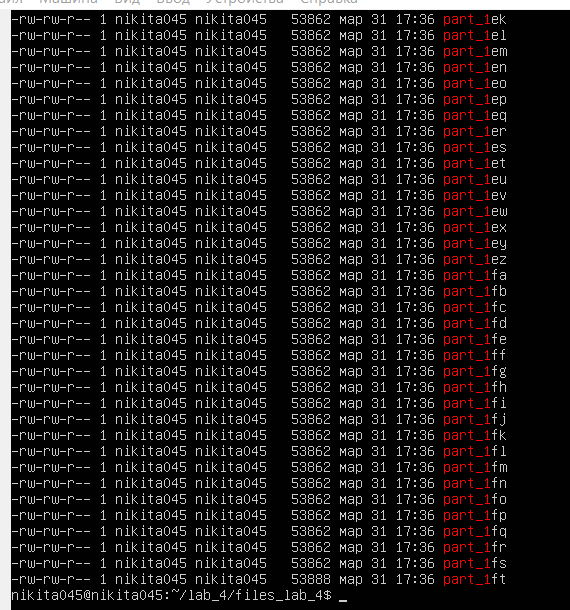 Машина Вид Ввод Устройства Справка
-rw-rw-r-- 1 nikita045 nikita045 53862 мар 31 17:36 part_1ek
-rw-rw-r-- 1 nikita045 nikita045 53862 мар 31 17:36 part_1el
-rw-rw-r-- 1 nikita045 nikita045 53862 мар 31 17:36 part_1em
-rw-rw-r-- 1 nikita045 nikita045 53862 мар 31 17:36 part_1en
-rw-rw-r-- 1 nikita045 nikita045 53862 мар 31 17:36 part_1eo
-rw-rw-r-- 1 nikita045 nikita045 53862 мар 31 17:36 part_1ep
-rw-rw-r-- 1 nikita045 nikita045 53862 мар 31 17:36 part_1eq
-rw-rw-r-- 1 nikita045 nikita045 53862 мар 31 17:36 part_1er
-rw-rw-r-- 1 nikita045 nikita045 53862 мар 31 17:36 part_1es
-rw-rw-r-- 1 nikita045 nikita045 53862 мар 31 17:36 part_1et
-rw-rw-r-- 1 nikita045 nikita045 53862 мар 31 17:36 part_1eu
-rw-rw-r-- 1 nikita045 nikita045 53862 мар 31 17:36 part_1ev
-rw-rw-r-- 1 nikita045 nikita045 53862 мар 31 17:36 part_1ew
-rw-rw-r-- 1 nikita045 nikita045 53862 мар 31 17:36 part_1ex
-rw-rw-r-- 1 nikita045 nikita045 53862 мар 31 17:36 part_1ey
-rw-rw-r-- 1 nikita045 nikita045 53862 мар 31 17:36 part_1ez
-rw-rw-r-- 1 nikita045 nikita045 53862 мар 31 17:36 part_1fa
-rw-rw-r-- 1 nikita045 nikita045 53862 мар 31 17:36 part_1fb
-rw-rw-r-- 1 nikita045 nikita045 53862 мар 31 17:36 part_1fc
-rw-rw-r-- 1 nikita045 nikita045 53862 мар 31 17:36 part_1fd
-rw-rw-r-- 1 nikita045 nikita045 53862 мар 31 17:36 part_1fe
-rw-rw-r-- 1 nikita045 nikita045 53862 мар 31 17:36 part_1ff
-rw-rw-r-- 1 nikita045 nikita045 53862 мар 31 17:36 part_1fg
-rw-rw-r-- 1 nikita045 nikita045 53862 мар 31 17:36 part_1fh
-rw-rw-r-- 1 nikita045 nikita045 53862 мар 31 17:36 part_1fi
-rw-rw-r-- 1 nikita045 nikita045 53862 мар 31 17:36 part_1fj
-rw-rw-r-- 1 nikita045 nikita045 53862 мар 31 17:36 part_1fk
-rw-rw-r-- 1 nikita045 nikita045 53862 мар 31 17:36 part_1fl
-rw-rw-r-- 1 nikita045 nikita045 53862 мар 31 17:36 part_1fm
-rw-rw-r-- 1 nikita045 nikita045 53862 мар 31 17:36 part_1fn
-rw-rw-r-- 1 nikita045 nikita045 53862 мар 31 17:36 part_1fo
-rw-rw-r-- 1 nikita045 nikita045 53862 мар 31 17:36 part_1fp
-rw-rw-r-- 1 nikita045 nikita045 53862 мар 31 17:36 part_1fq
-rw-rw-r-- 1 nikita045 nikita045 53862 мар 31 17:36 part_1fr
-rw-rw-r-- 1 nikita045 nikita045 53862 мар 31 17:36 part_1fs
-rw-rw-r-- 1 nikita045 nikita045 53888 мар 31 17:36 part_1ft
nikita045@nikita045:~/lab_4/files_lab_4$ _